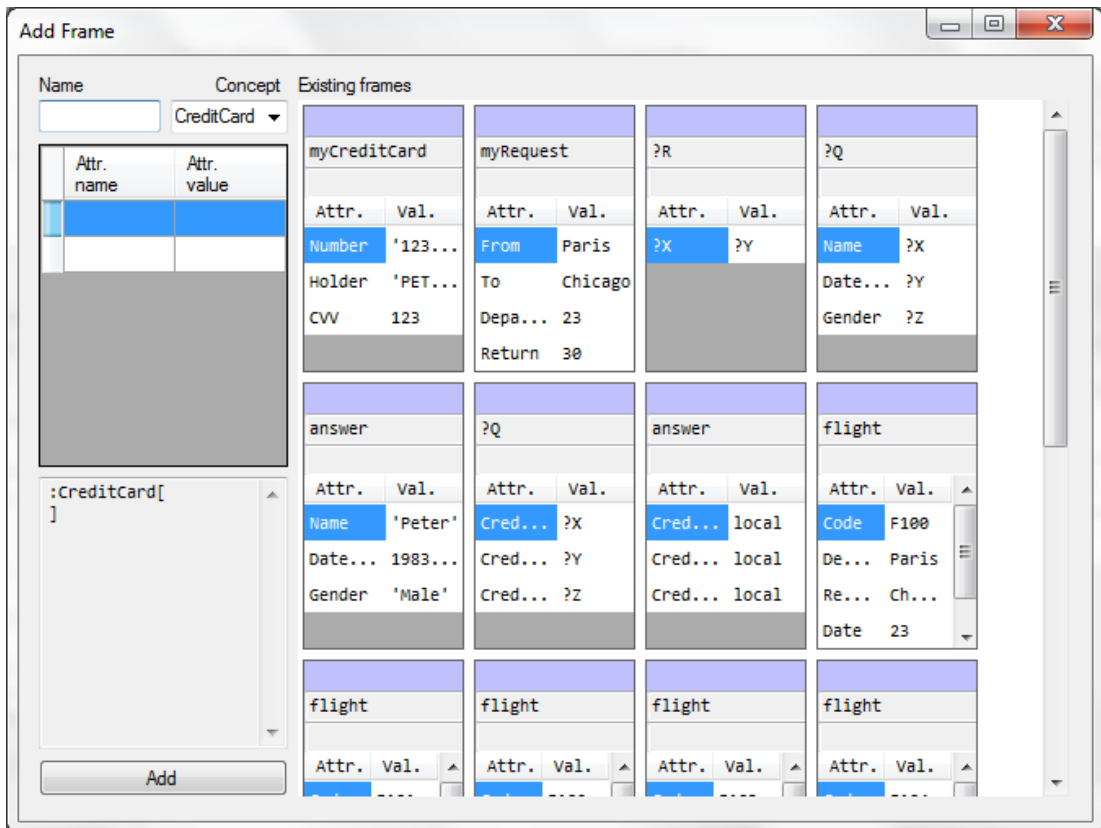 Add Frame
Name Concept Existing frames
CreditCard
Attr. name Attr. value
:CreditCard[
]
Add
myCreditCard
Attr. Val.
Number '123...
Holder 'PET...
CVV 123
myRequest
Attr. Val.
From Paris
To Chicago
Depa... 23
Return 30
?R
Attr. Val.
?X ?Y
?Q
Attr. Val.
Name ?X
Date... ?Y
Gender ?Z
answer
Attr. Val.
Name 'Peter'
Date... 1983...
Gender 'Male'
?Q
Attr. Val.
Cred... ?X
Cred... ?Y
Cred... ?Z
answer
Attr. Val.
Cred... local
Cred... local
Cred... local
flight
Attr. Val.
Code F100
De... Paris
Re... Ch...
Date 23
flight
Attr. Val.
flight
Attr. Val.
flight
Attr. Val.
flight
Attr. Val.